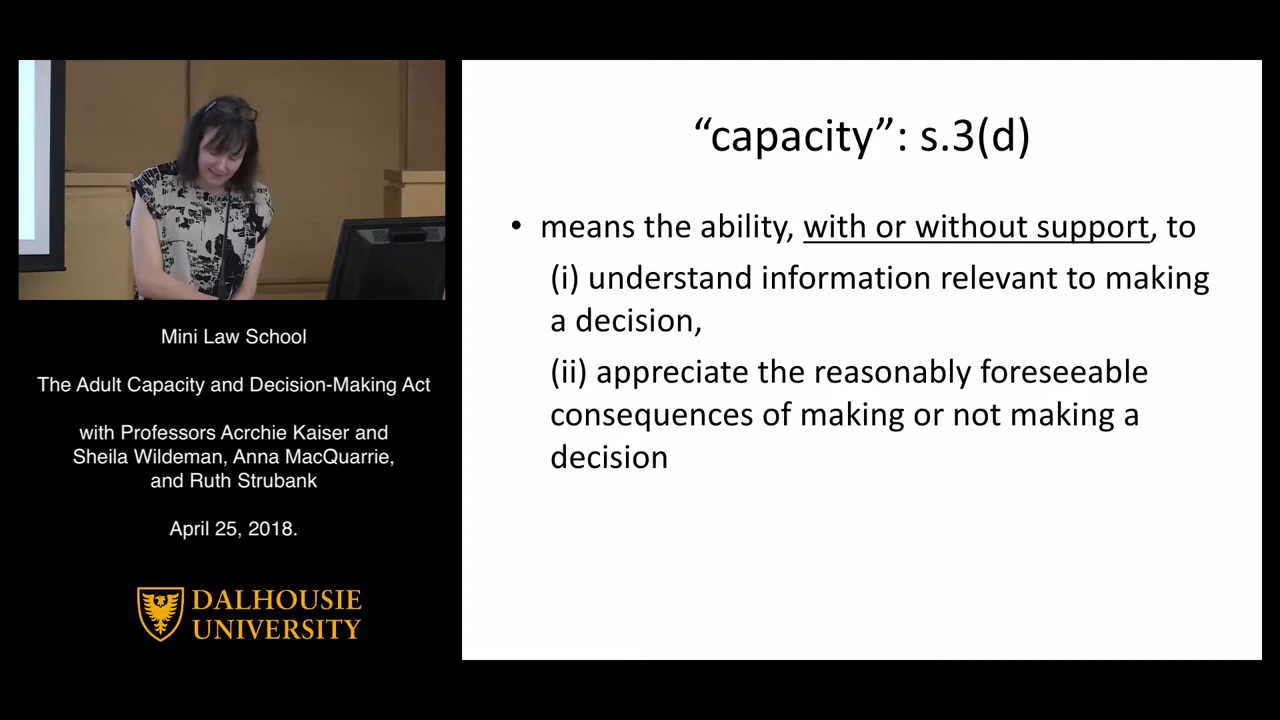 Mini Law School
The Adult Capacity and Decision-Making Act
with Professors Acrchie Kaiser and
Sheila Wildeman, Anna MacQuarrie,
and Ruth Strubank
April 25, 2018.
DALHOUSIE
UNIVERSITY
“capacity”: s.3(d)
• means the ability, with or without support, to
(i) understand information relevant to making
a decision,
(ii) appreciate the reasonably foreseeable
consequences of making or not making a
decision